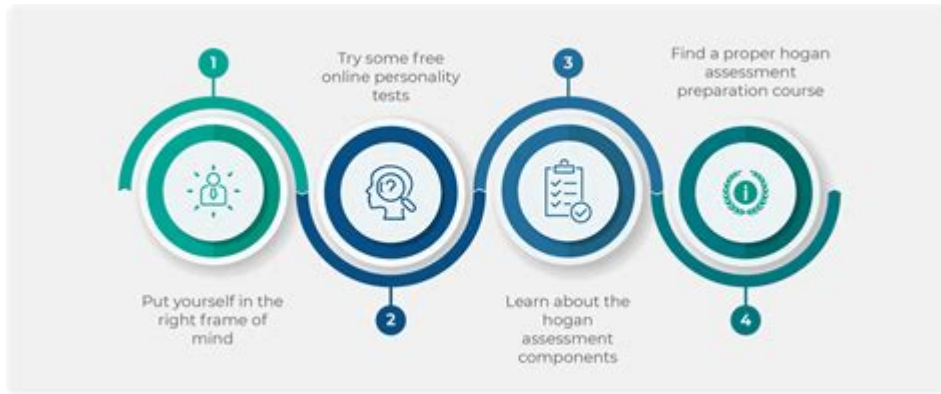 1
Put yourself in the
right frame of
mind
Try some free
online personality
tests
2
3
Learn about the
hogan
assessment
components
Find a proper hogan
assessment
preparation course
4